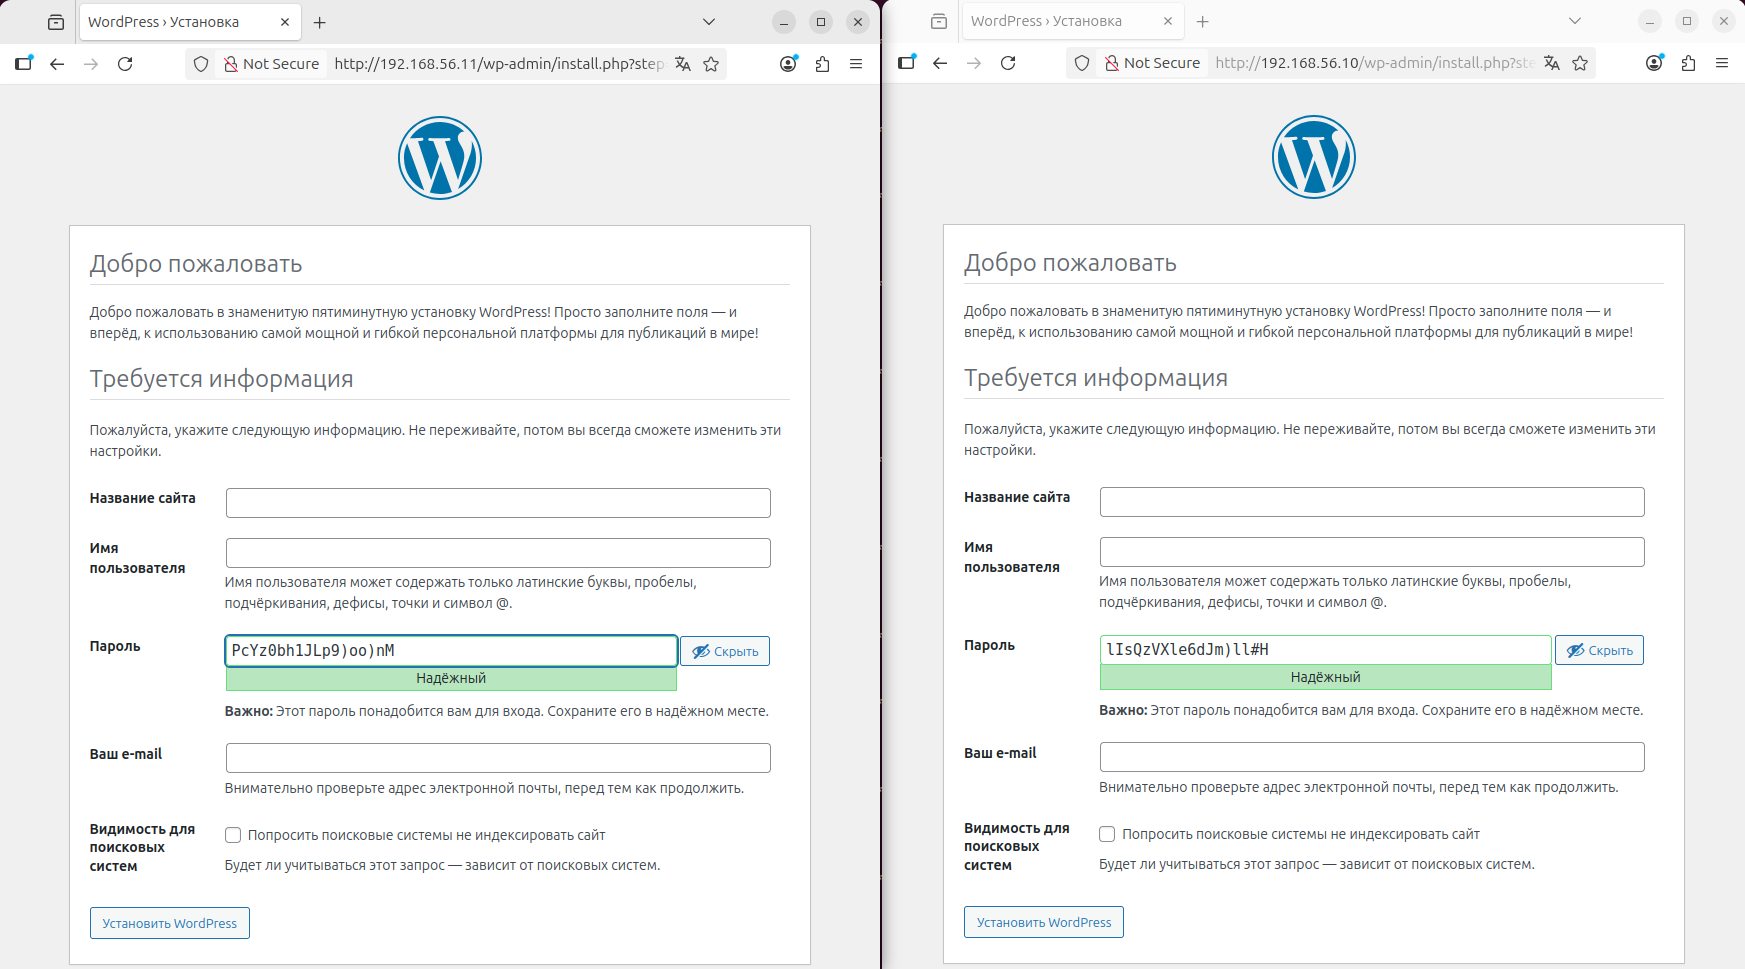 WordPress › Установка
Not Secure
http://192.168.56.11/wp-admin/install.php?step
Добро пожаловать
Добро пожаловать в знаменитую пятиминутную установку WordPress! Просто заполните поля — и
вперёд, к использованию самой мощной и гибкой персональной платформы для публикаций в мире!
Требуется информация
Пожалуйста, укажите следующую информацию. Не переживайте, потом вы всегда сможете изменить эти
настройки.
Название сайта
Имя
пользователя
Имя пользователя может содержать только латинские буквы, пробелы,
подчёркивания, дефисы, точки и символ @.
Пароль
PcYz0bh1JLp9)oo)nM
Скрыть
Надёжный
Важно: Этот пароль понадобится вам для входа. Сохраните его в надёжном месте.
Ваш e-mail
Внимательно проверьте адрес электронной почты, перед тем как продолжить.
Видимость для
поисковых
систем
Попросить поисковые системы не индексировать сайт
Будет ли учитываться этот запрос — зависит от поисковых систем.
Установить WordPress
WordPress › Установка
Not Secure
http://192.168.56.10/wp-admin/install.php?ste
Добро пожаловать
Добро пожаловать в знаменитую пятиминутную установку WordPress! Просто заполните поля — и
вперёд, к использованию самой мощной и гибкой персональной платформы для публикаций в мире!
Требуется информация
Пожалуйста, укажите следующую информацию. Не переживайте, потом вы всегда сможете изменить эти
настройки.
Название сайта
Имя
пользователя
Имя пользователя может содержать только латинские буквы, пробелы,
подчёркивания, дефисы, точки и символ @.
Пароль
lIsQzVXle6dJm)ll#H
Скрыть
Надёжный
Важно: Этот пароль понадобится вам для входа. Сохраните его в надёжном месте.
Ваш e-mail
Внимательно проверьте адрес электронной почты, перед тем как продолжить.
Видимость для
поисковых
систем
Попросить поисковые системы не индексировать сайт
Будет ли учитываться этот запрос — зависит от поисковых систем.
Установить WordPress